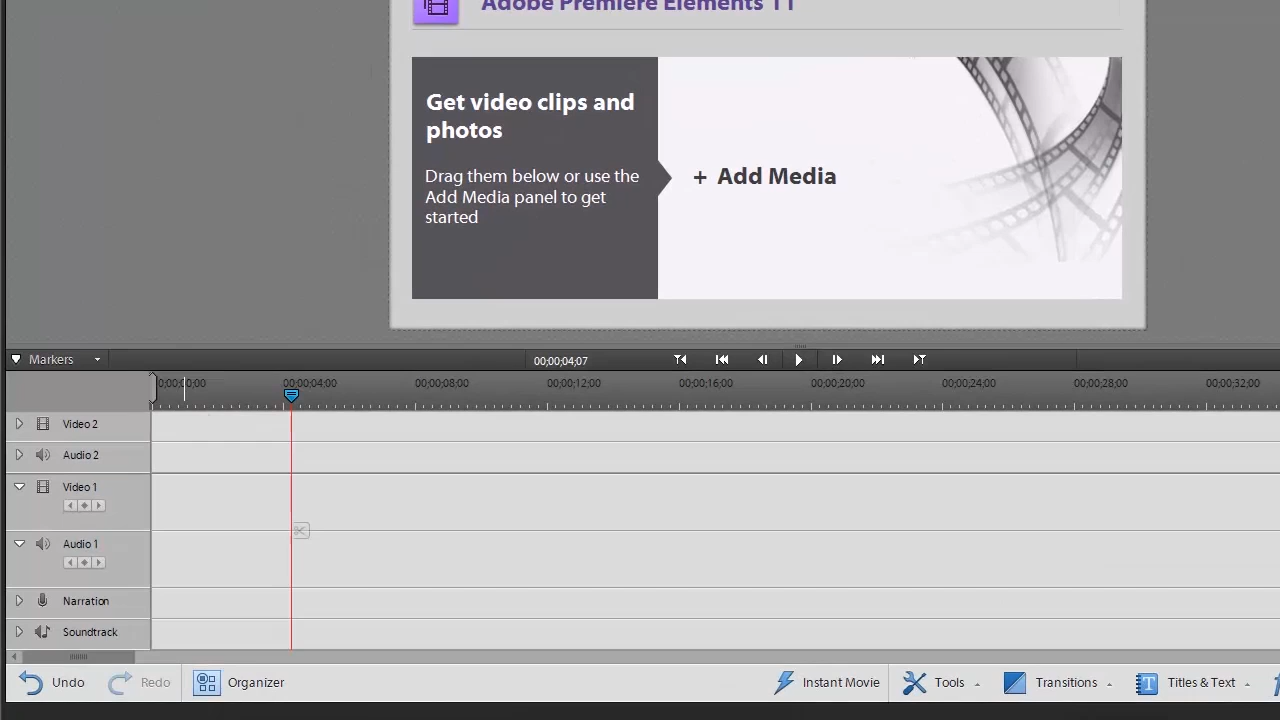 Adobe Premiere Elements 11
Get video clips and
photos
Drag them below or use the
Add Media panel to get
started
+ Add Media
Markers
00;00;04;07
00;00;04;00
00;00;08;00
00;00;12;00
00;00;16;00
00;00;20;00
00;00;24;00
00;00;28;00
00;00;32;00
Video 2
Audio 2
Video 1
Audio 1
Narration
Soundtrack
Undo
Redo
Organizer
Instant Movie
Tools
Transitions
T
Titles & Text